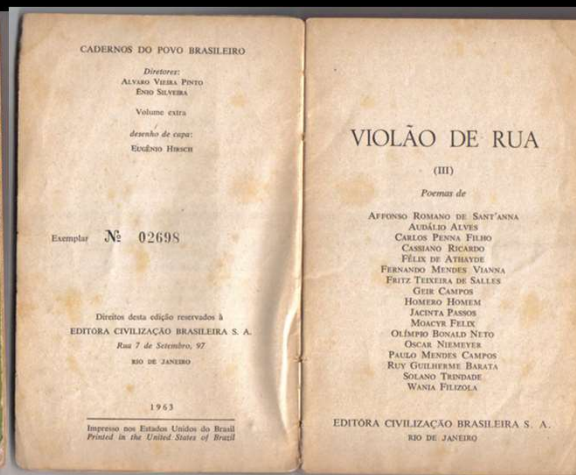 CADERNOS DO POVO BRASILEIRO
Diretores:
ALVARO VIEIRA PINTO
ÊNIO SILVEIRA
Volume extra
desenho de capa:
EUGÊNIO HIRSCH
Exemplar Nº 02698
Direitos desta edição reservados à
EDITÔRA CIVILIZAÇÃO BRASILEIRA S. A.
Rua 7 de Setembro, 97
RIO DE JANEIRO
1963
Impresso nos Estados Unidos do Brasil
Printed in the United States of Brazil
VIOLÃO DE RUA
(III)
Poemas de
AFFONSO ROMANO DE SANT'ANNA
AUDÁLIO ALVES
CARLOS PENNA FILHO
CASSIANO RICARDO
FÉLIX DE ATHAYDE
FERNANDO MENDES VIANNA
FRITZ TEIXEIRA DE SALLES
GEIR CAMPOS
HOMERO HOMEM
JACINTA PASSOS
MOACYR FELIX
OLÍMPIO BONALD NETO
OSCAR NIEMEYER
PAULO MENDES CAMPOS
RUY GUILHERME BARATA
SOLANO TRINDADE
WANIA FILIZOLA
EDITÔRA CIVILIZAÇÃO BRASILEIRA S. A.
RIO DE JANEIRO